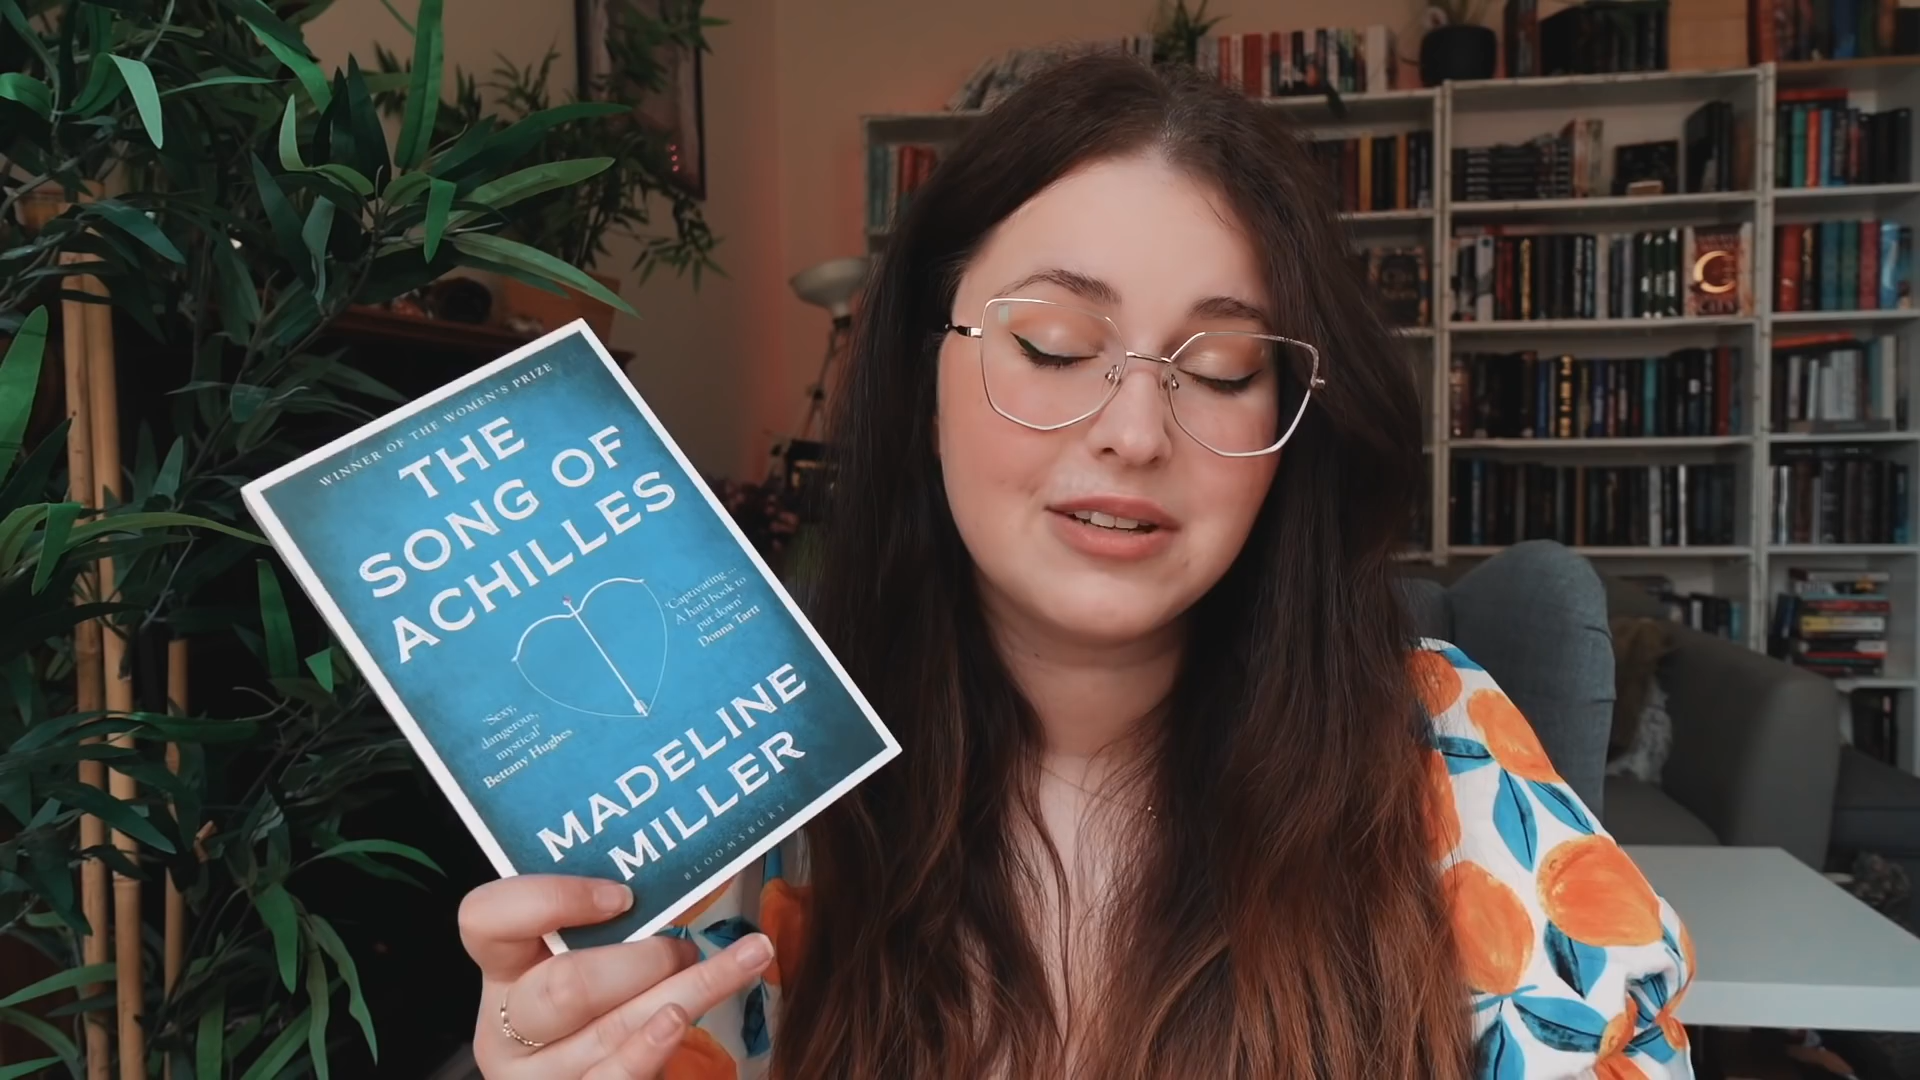 WINNER OF THE WOMEN'S PRIZE
THE
SONG OF
ACHILLES
'Captivating...
A hard book to
put down'
Donna Tartt
'Sexy,
dangerous,
mystical'
Bettany Hughes
MADELINE
MILLER
BLOOMSBURY